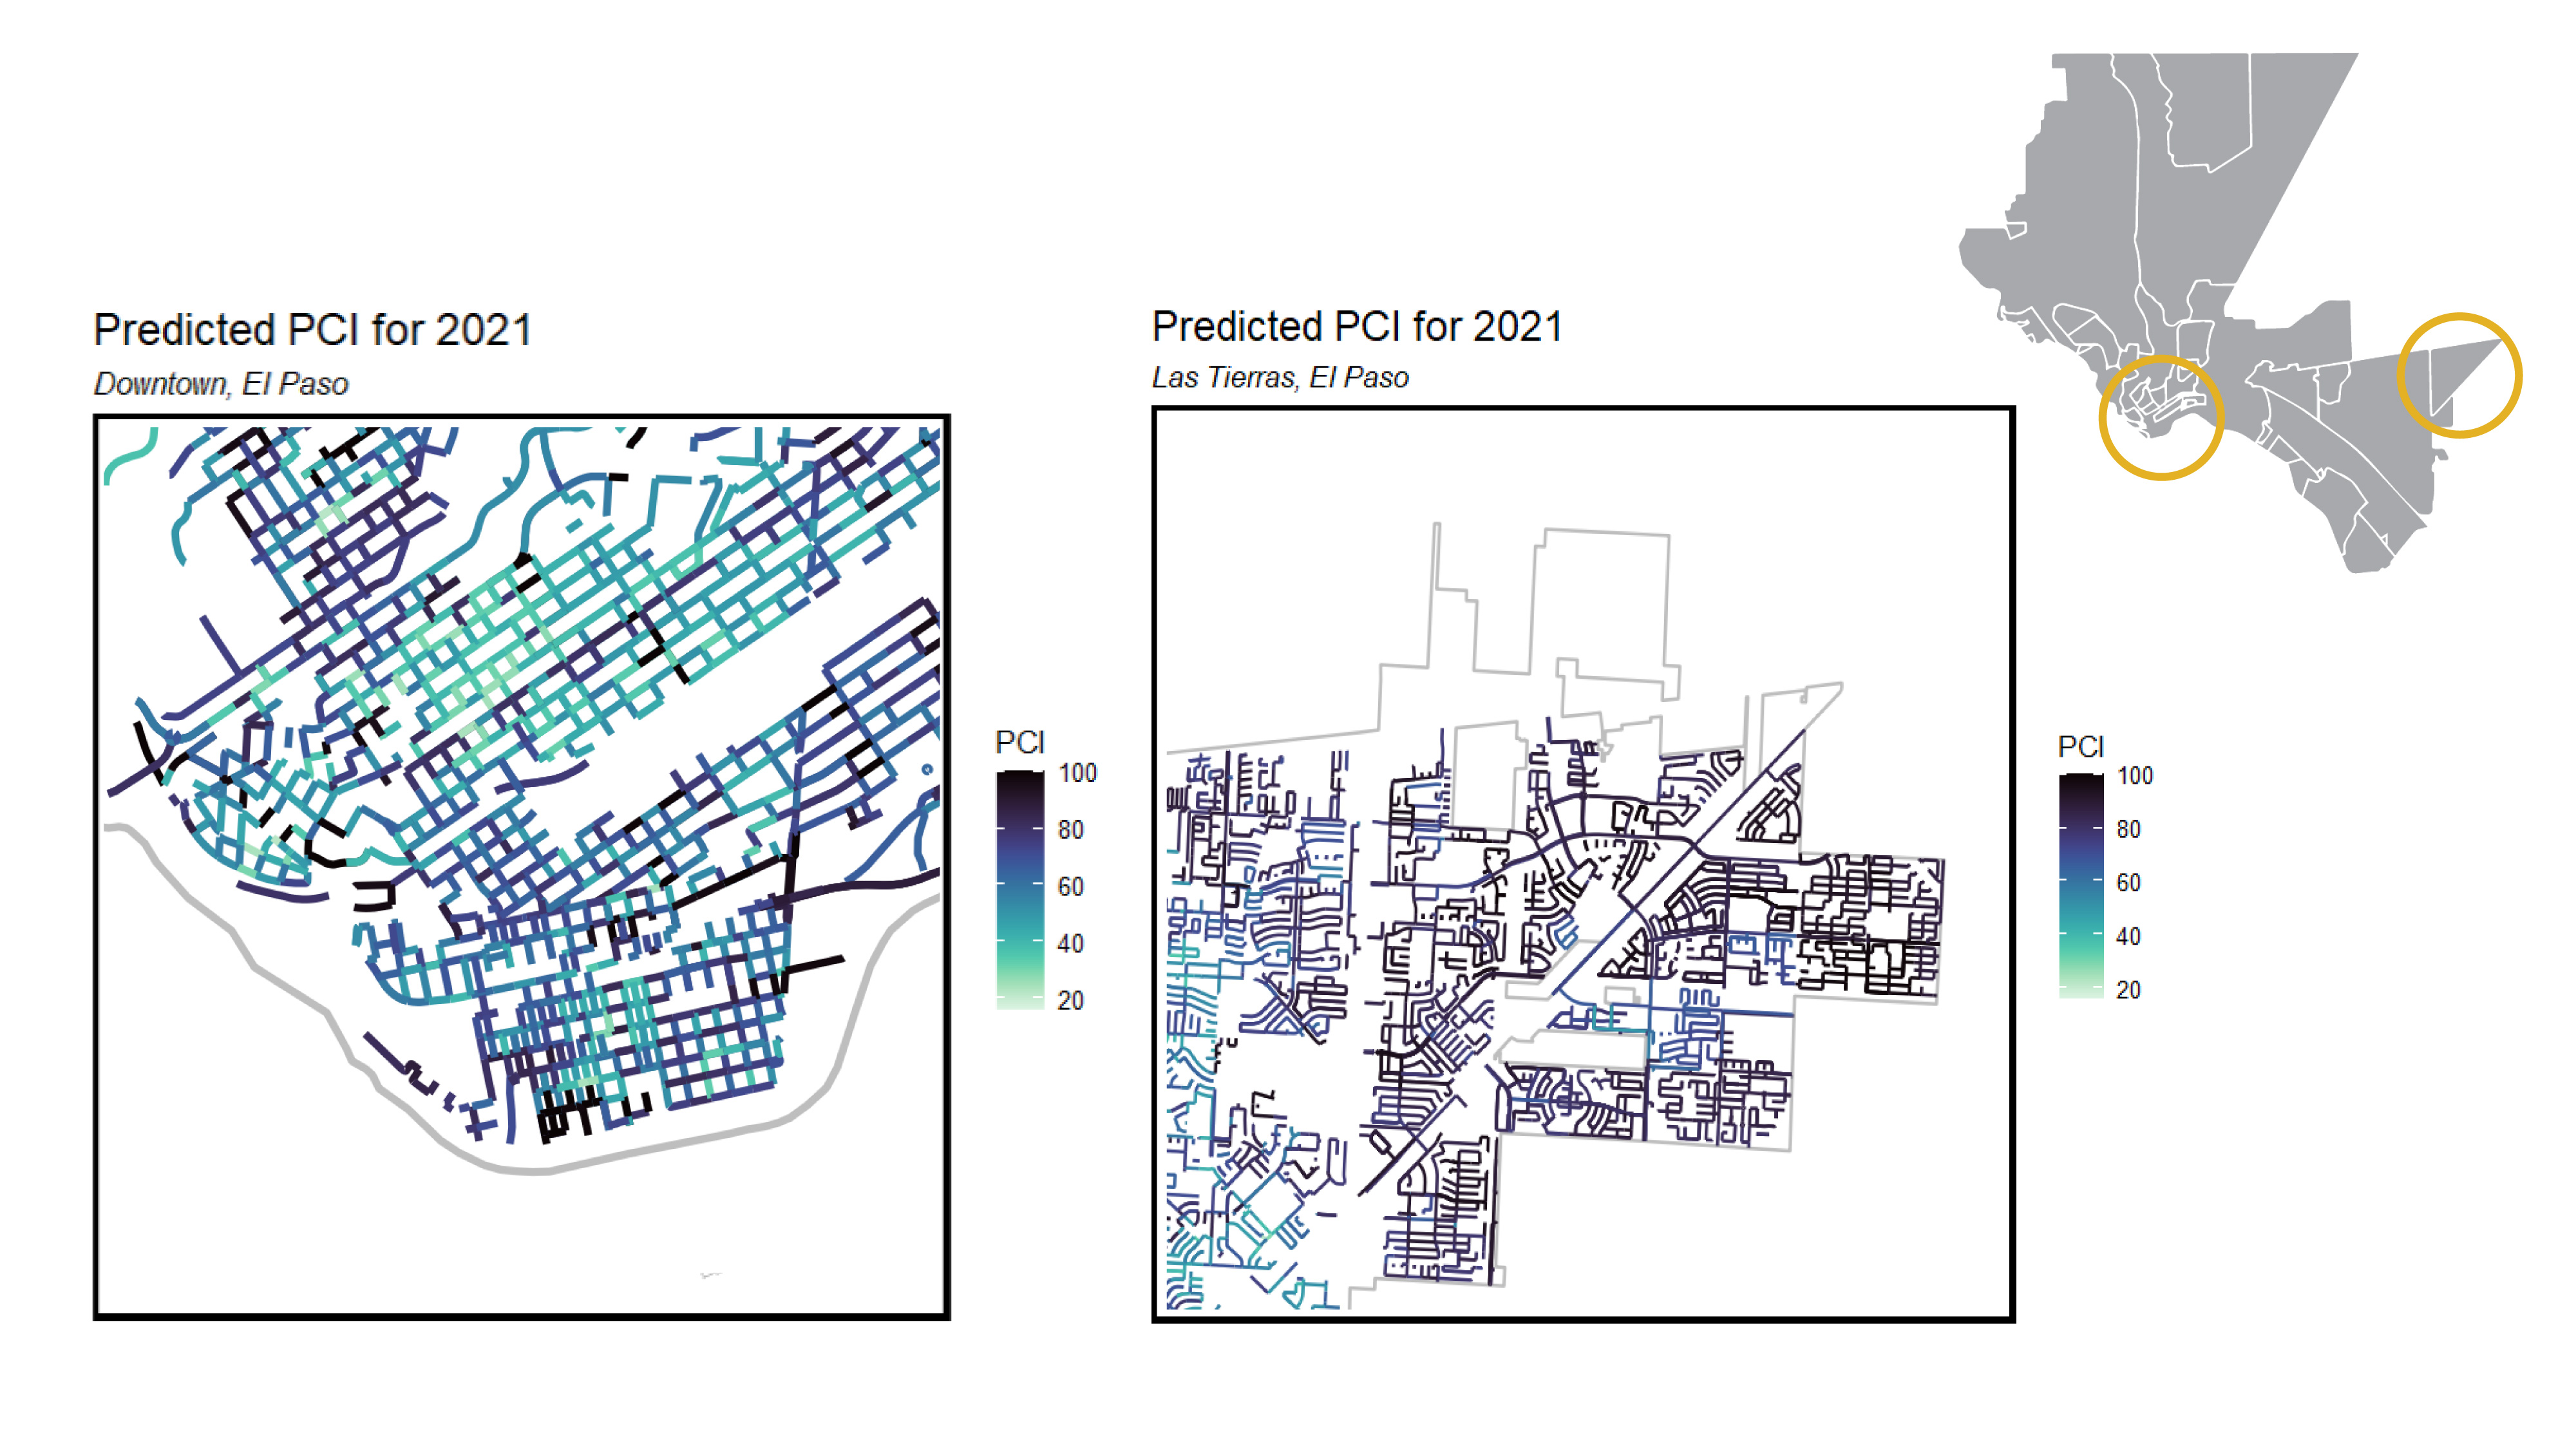 Predicted PCI for 2021
Downtown, El Paso
PCI
100
80
60
40
20
Predicted PCI for 2021
Las Tierras, El Paso
PCI
100
80
60
40
20